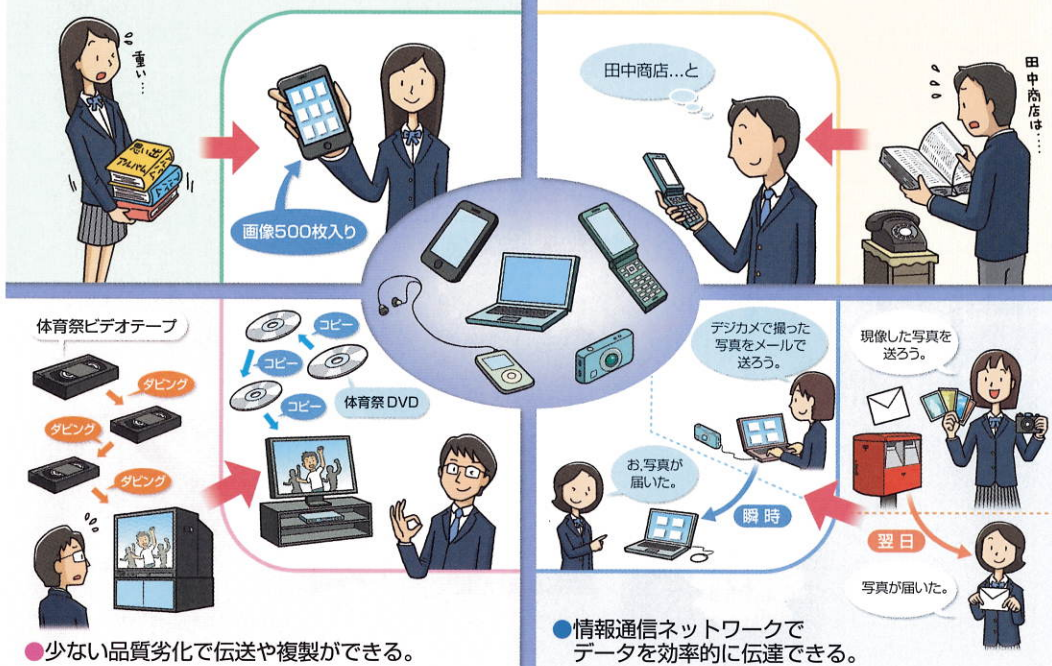 重い…
思い出
アルバム
画像500枚入り
田中商店…と
田中商店は…
体育祭ビデオテープ
ダビング
ダビング
ダビング
コピー
コピー
コピー
体育祭DVD
デジカメで撮った
写真をメールで
送ろう。
お,写真が
届いた。
瞬時
現像した写真を
送ろう。
翌日
写真が届いた。
●少ない品質劣化で伝送や複製ができる。
●情報通信ネットワークで
データを効率的に伝達できる。